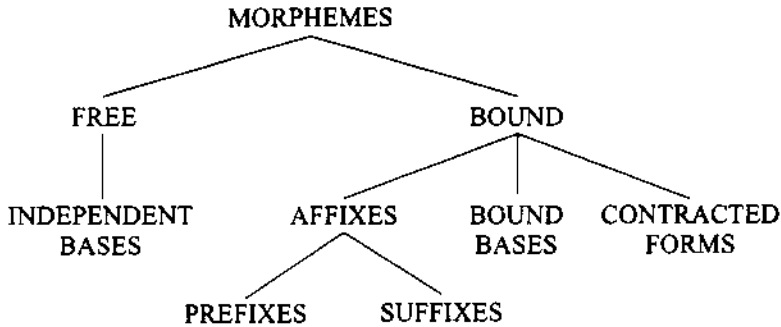 MORPHEMES
FREE
BOUND
INDEPENDENT
BASES
AFFIXES
BOUND
BASES
CONTRACTED
FORMS
PREFIXES
SUFFIXES